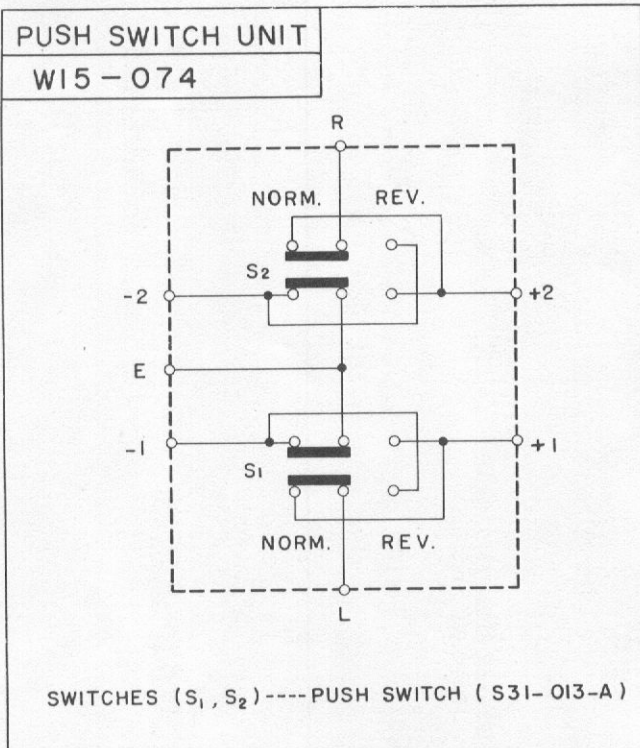 PUSH SWITCH UNIT
W15-074
R
NORM. REV.
S2
-2 +2
E
-1 +1
S1
NORM. REV.
L
SWITCHES (S1, S2)----PUSH SWITCH (S31-013-A)